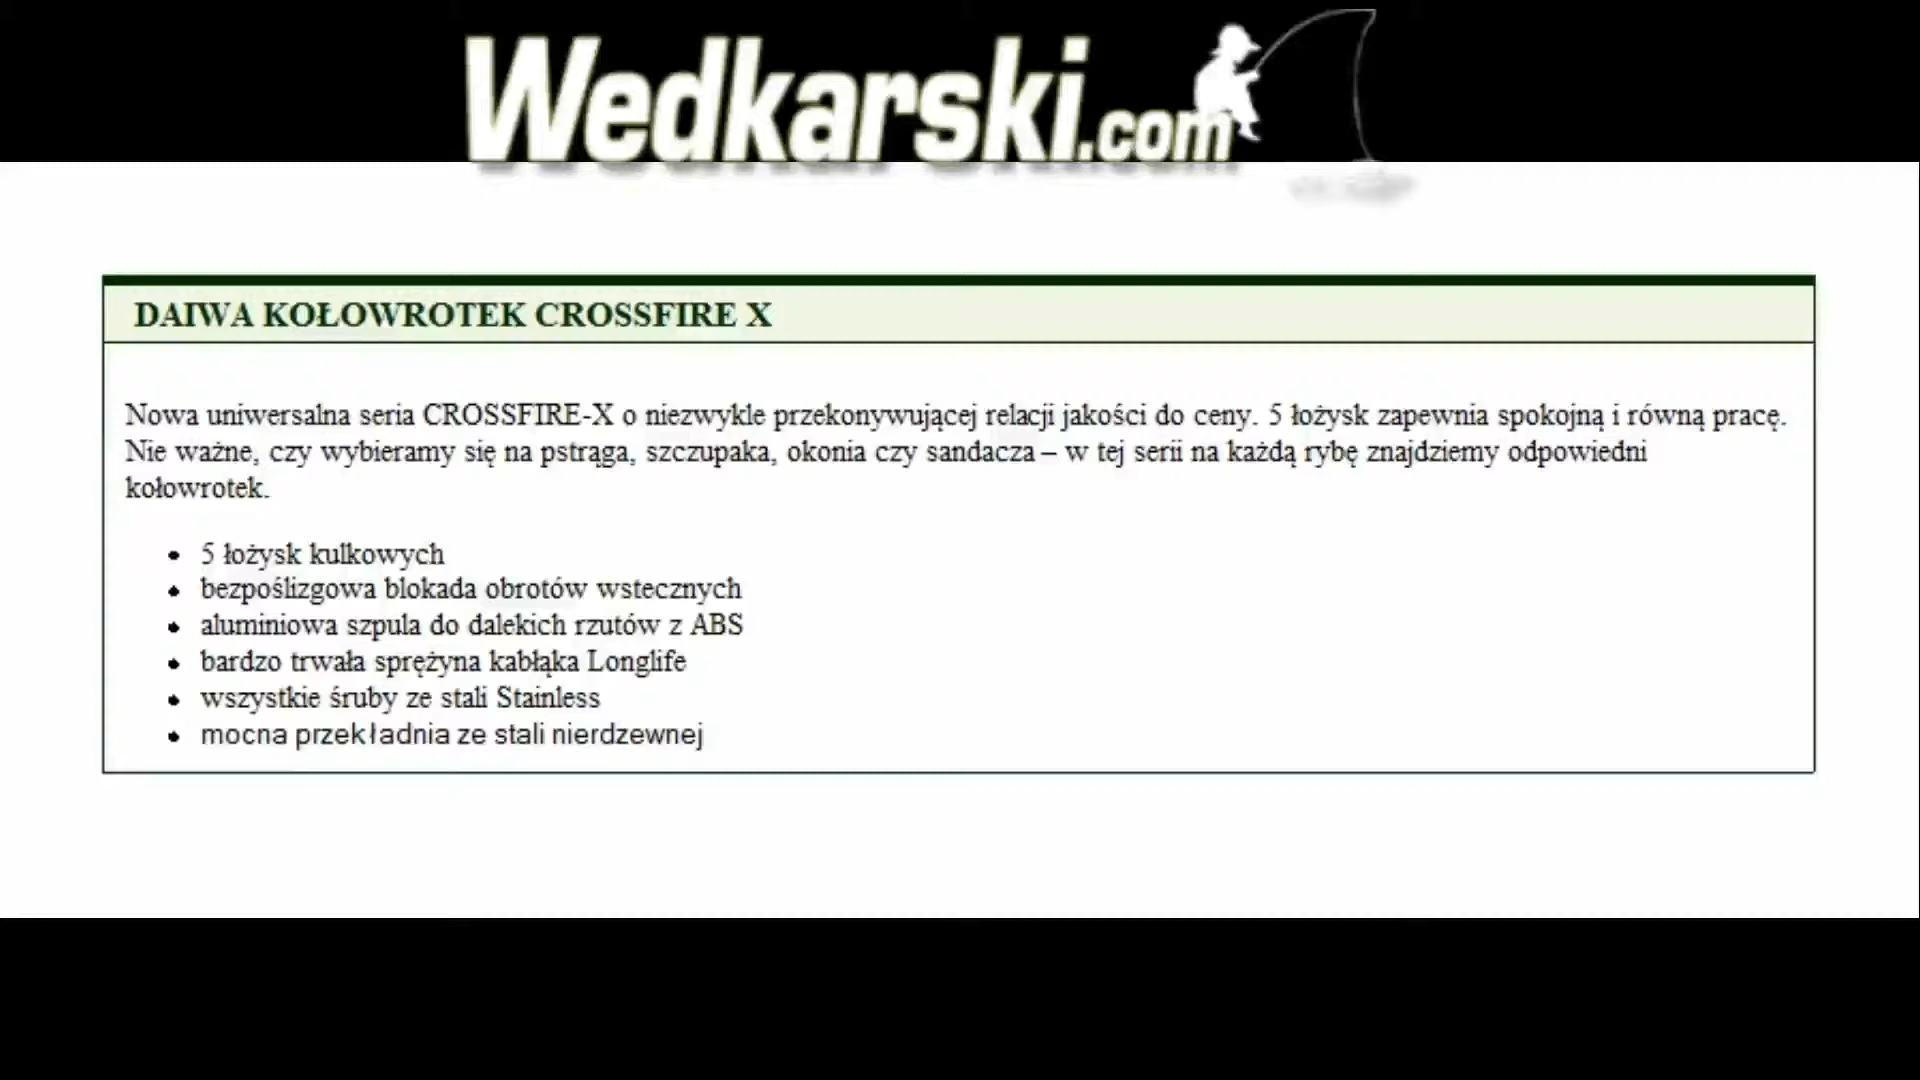 Wedkarski.com
DAIWA KOŁOWROTEK CROSSFIRE X
Nowa uniwersalna seria CROSSFIRE-X o niezwykle przekonywującej relacji jakości do ceny. 5 łożysk zapewnia spokojną i równą pracę.
Nie ważne, czy wybieramy się na pstrąga, szczupaka, okonia czy sandacza – w tej serii na każdą rybę znajdziemy odpowiedni
kołowrotek.
• 5 łożysk kulkowych
• bezpoślizgowa blokada obrotów wstecznych
• aluminiowa szpula do dalekich rzutów z ABS
• bardzo trwała sprężyna kabłąka Longlife
• wszystkie śruby ze stali Stainless
• mocna przekładnia ze stali nierdzewnej